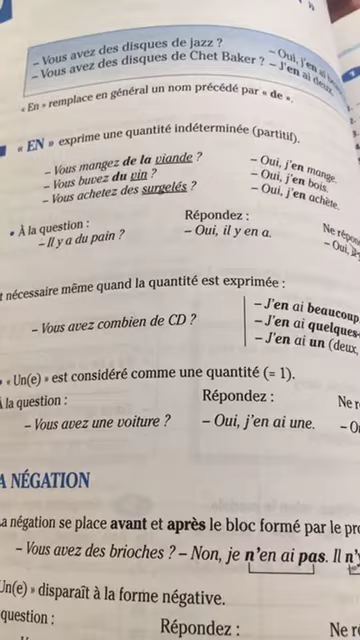 – Vous avez des disques de jazz ? – Oui, j'en ai
– Vous avez des disques de Chet Baker ? – J'en ai deux.
« En » remplace en général un nom précédé par « de ».
« EN » exprime une quantité indéterminée (partitif).
– Vous mangez de la viande ? – Oui, j'en mange.
– Vous buvez du vin ? – Oui, j'en bois.
– Vous achetez des surgelés ? – Oui, j'en achète.
• À la question : Répondez : Ne répon
– Il y a du pain ? – Oui, il y en a. – Oui,
t nécessaire même quand la quantité est exprimée :
– J'en ai beaucoup
– Vous avez combien de CD ? – J'en ai quelques-
– J'en ai un (deux,
• « Un(e) » est considéré comme une quantité (= 1).
À la question : Répondez : Ne r
– Vous avez une voiture ? – Oui, j'en ai une. – O
A NÉGATION
La négation se place avant et après le bloc formé par le pr
– Vous avez des brioches ? – Non, je n'en ai pas. Il n'
Un(e) » disparaît à la forme négative.
question : Répondez : Ne r